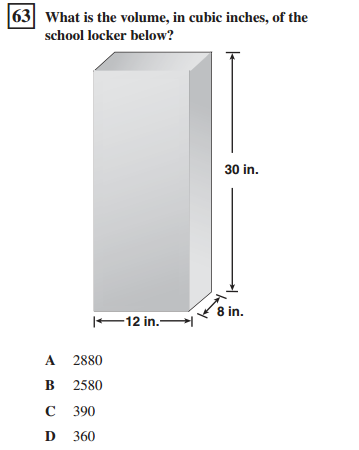 63 What is the volume, in cubic inches, of the
school locker below?
30 in.
8 in.
12 in.
A 2880
B 2580
C 390
D 360